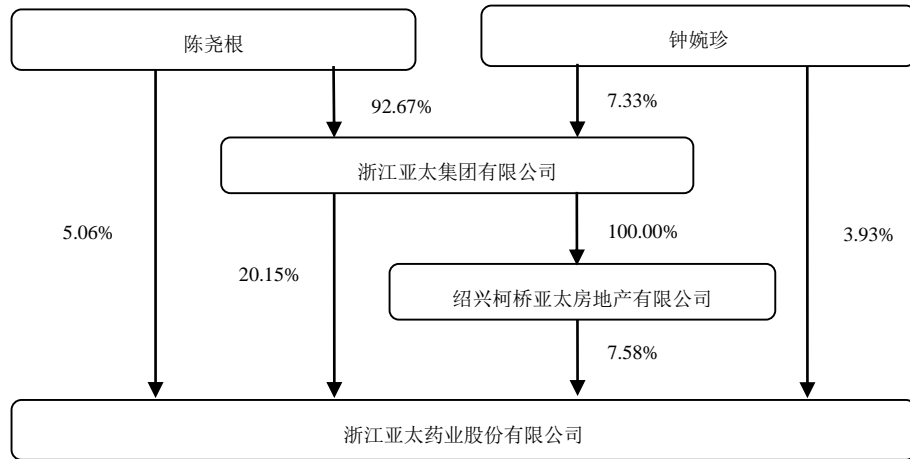 陈尧根
钟婉珍
92.67%
7.33%
浙江亚太集团有限公司
5.06%
20.15%
100.00%
3.93%
绍兴柯桥亚太房地产有限公司
7.58%
浙江亚太药业股份有限公司